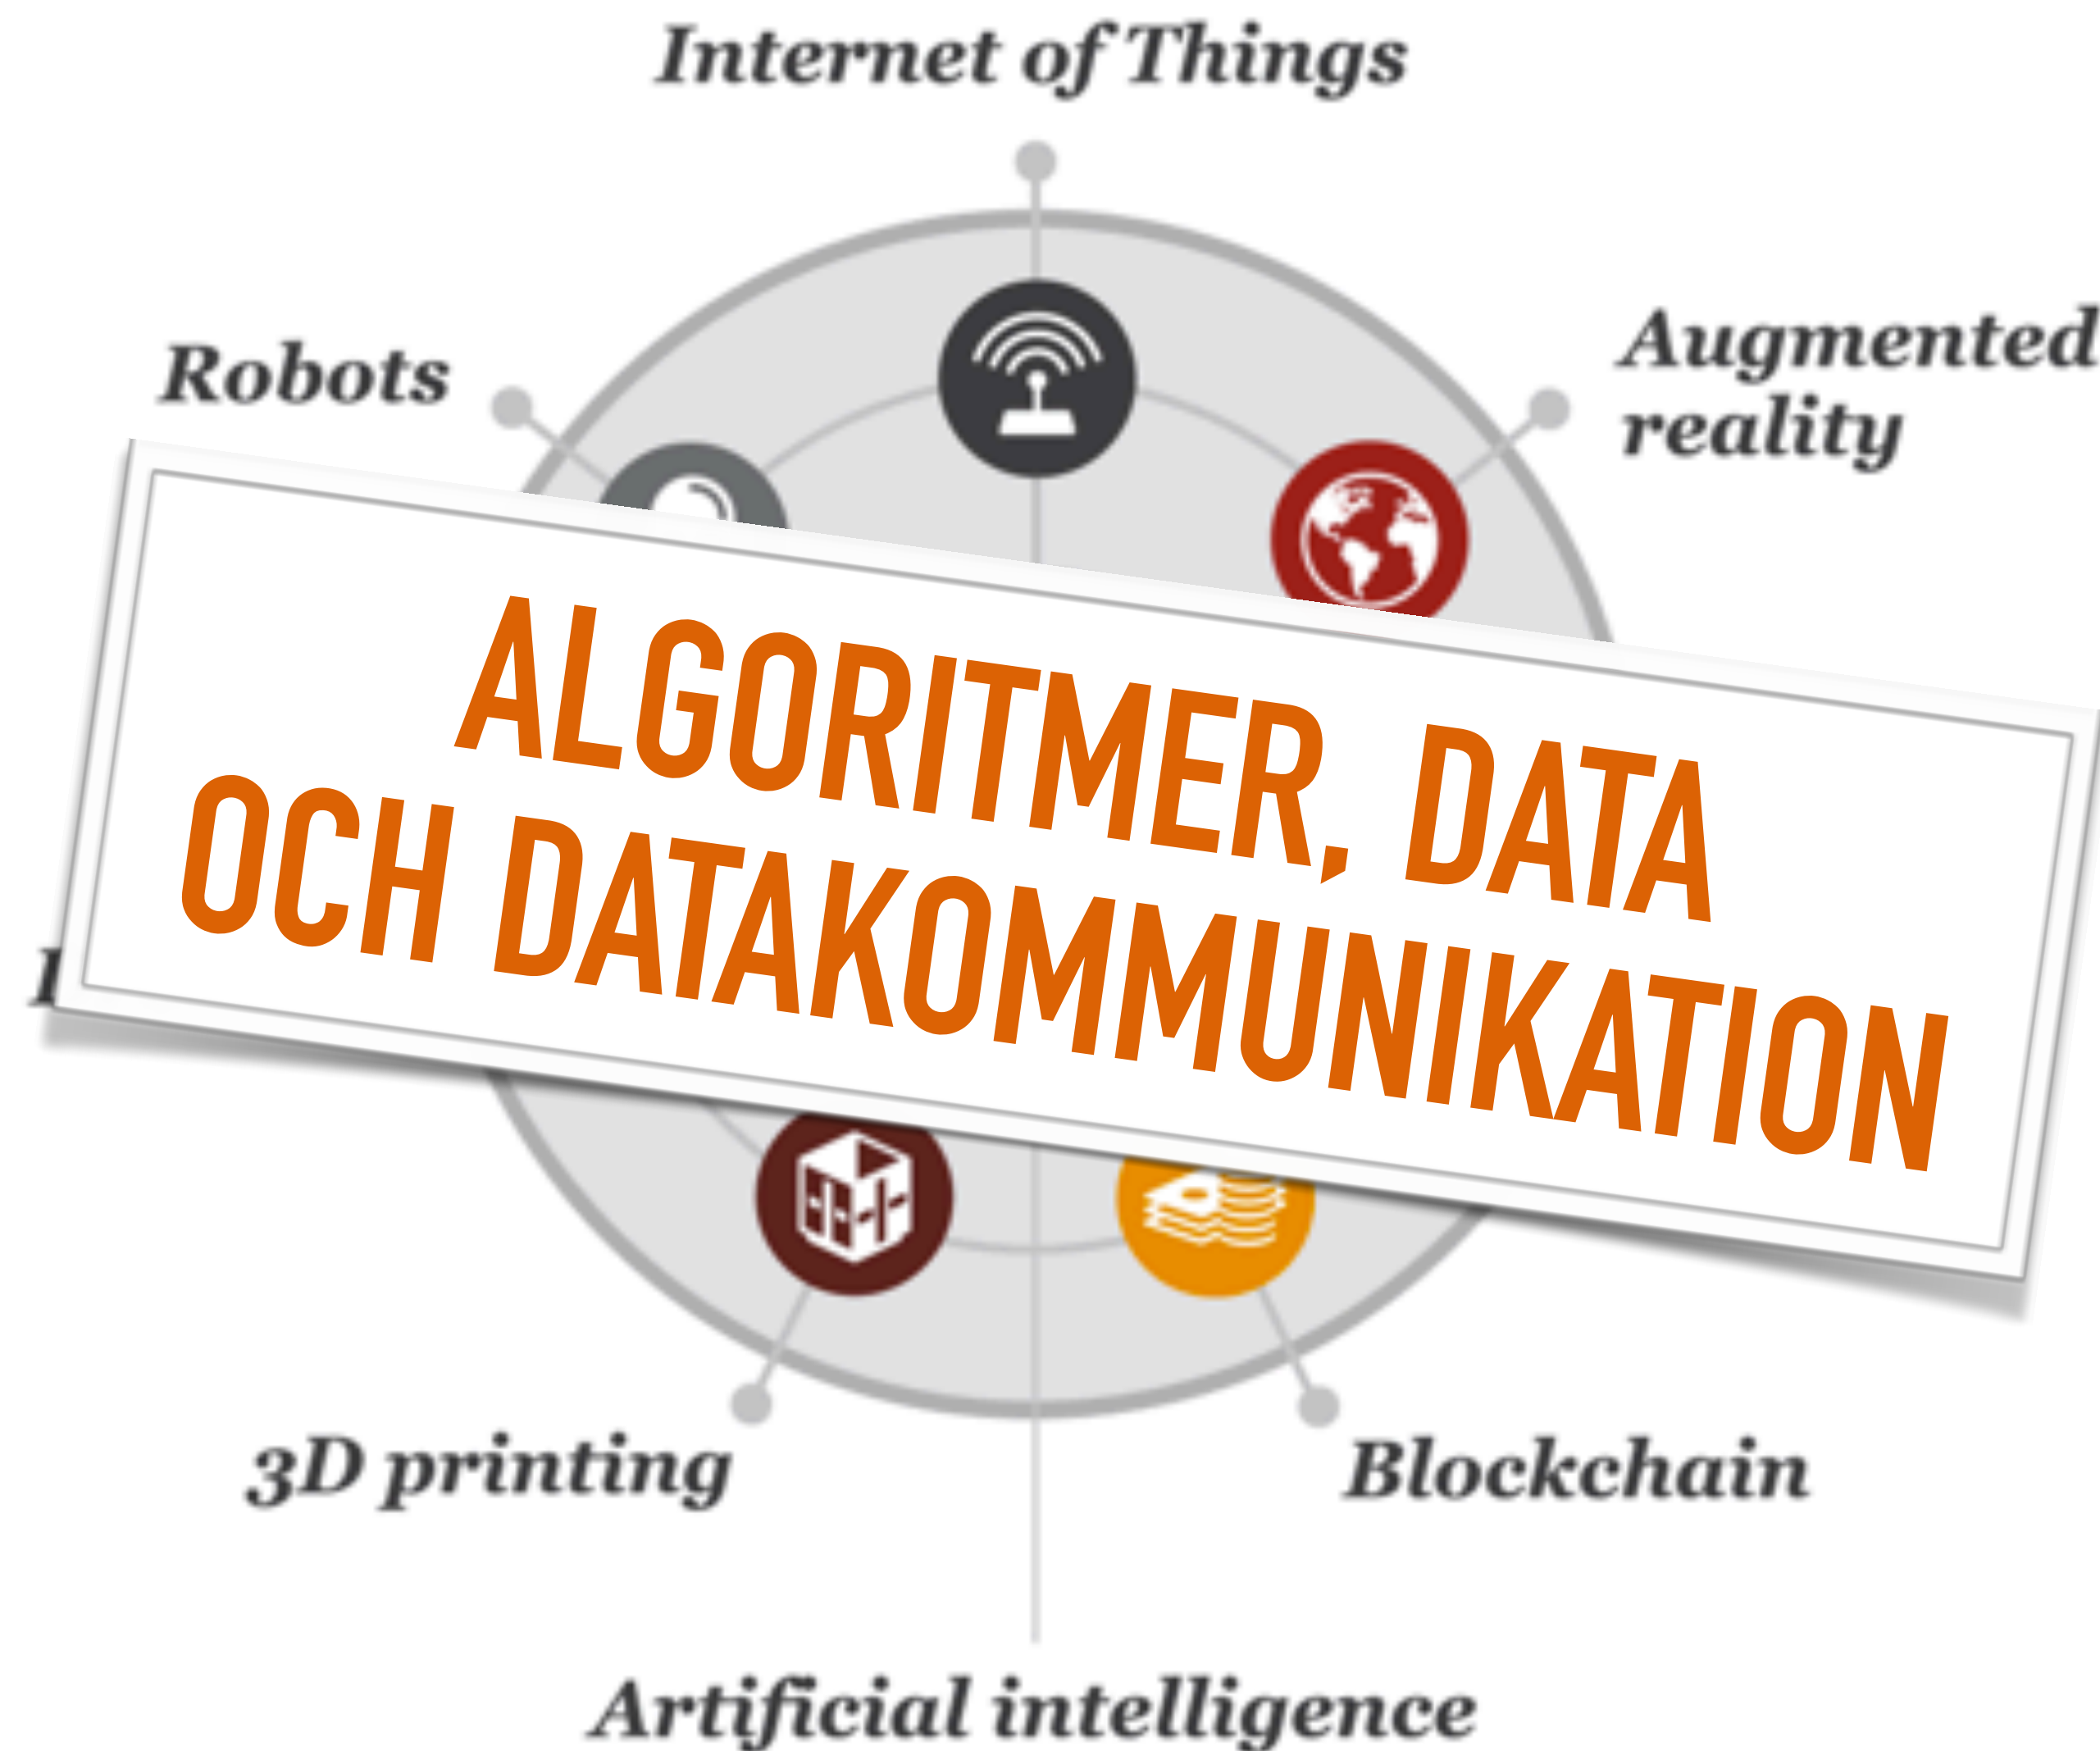 Internet of Things
Robots
Augmented
reality
ALGORITMER, DATA
OCH DATAKOMMUNIKATION
3D printing
Blockchain
Artificial intelligence